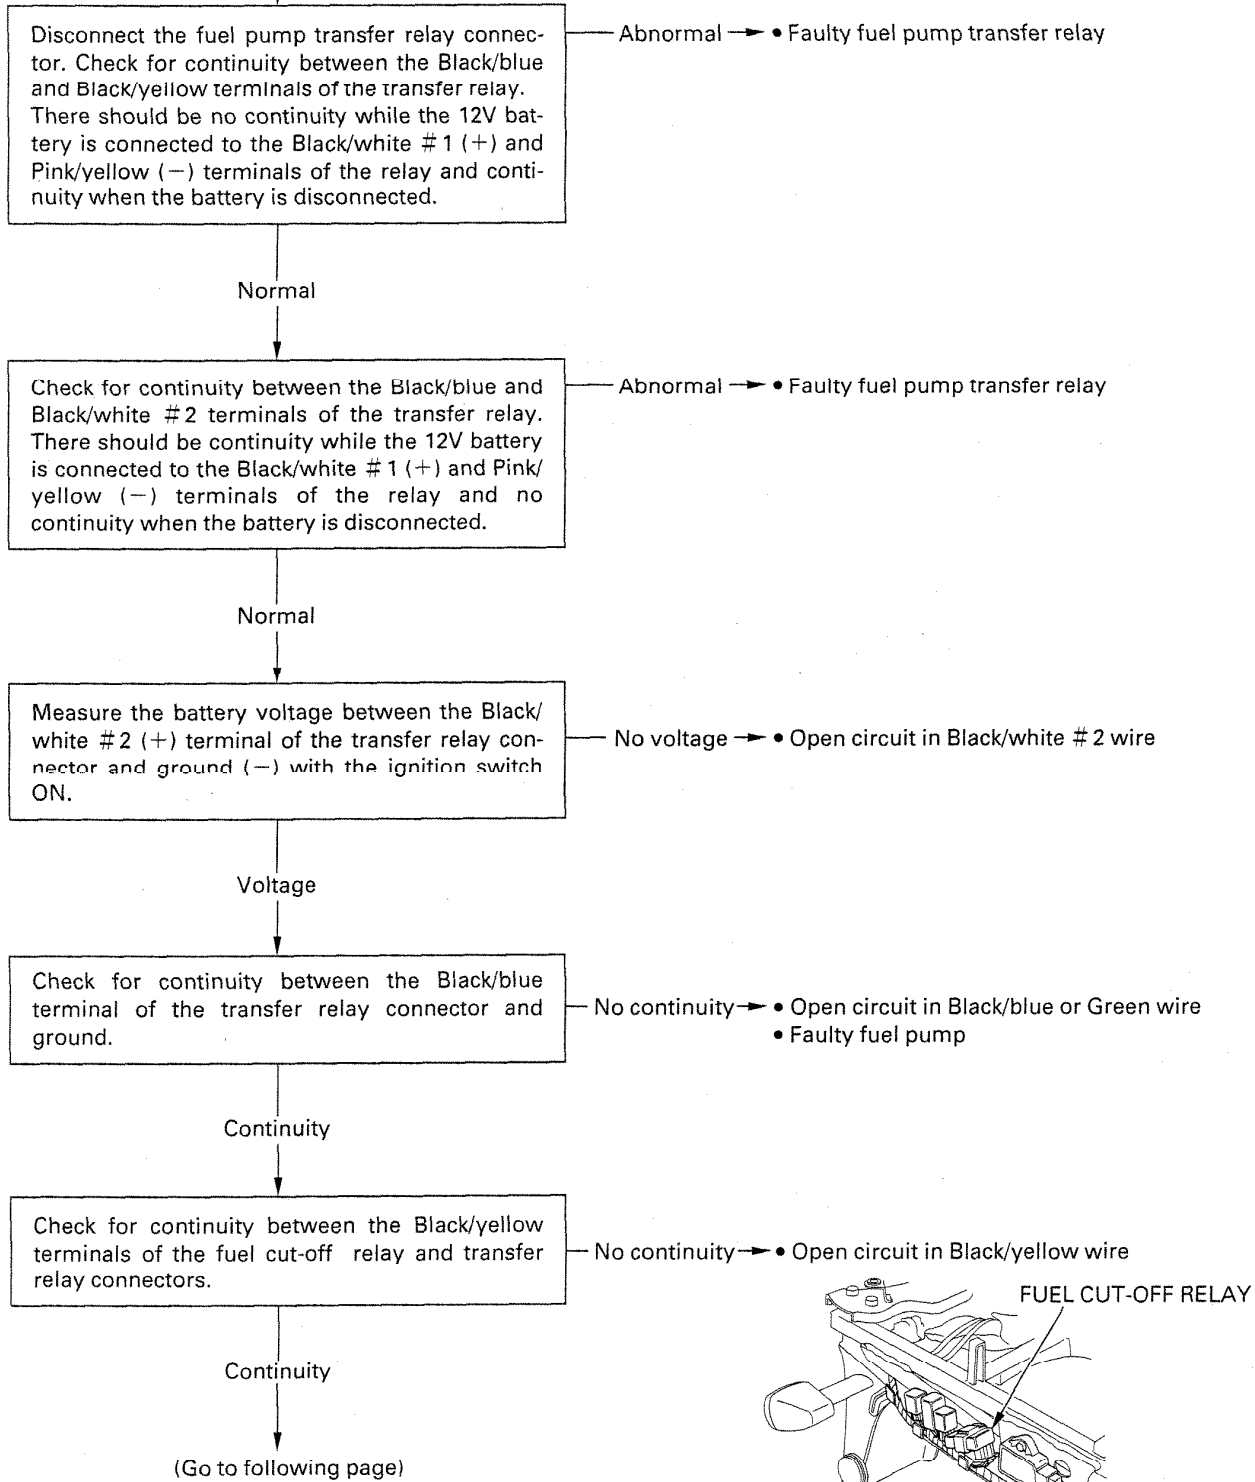 Disconnect the fuel pump transfer relay connec-
tor. Check for continuity between the Black/blue
and Black/yellow terminals of the transfer relay.
There should be no continuity while the 12V bat-
tery is connected to the Black/white #1 (+) and
Pink/yellow (−) terminals of the relay and conti-
nuity when the battery is disconnected.
Abnormal
• Faulty fuel pump transfer relay
Normal
Check for continuity between the Black/blue and
Black/white #2 terminals of the transfer relay.
There should be continuity while the 12V battery
is connected to the Black/white #1 (+) and Pink/
yellow (−) terminals of the relay and no
continuity when the battery is disconnected.
Abnormal
• Faulty fuel pump transfer relay
Normal
Measure the battery voltage between the Black/
white #2 (+) terminal of the transfer relay con-
nector and ground (−) with the ignition switch
ON.
No voltage
• Open circuit in Black/white #2 wire
Voltage
Check for continuity between the Black/blue
terminal of the transfer relay connector and
ground.
No continuity
• Open circuit in Black/blue or Green wire
• Faulty fuel pump
Continuity
Check for continuity between the Black/yellow
terminals of the fuel cut-off relay and transfer
relay connectors.
No continuity
• Open circuit in Black/yellow wire
FUEL CUT-OFF RELAY
Continuity
(Go to following page)